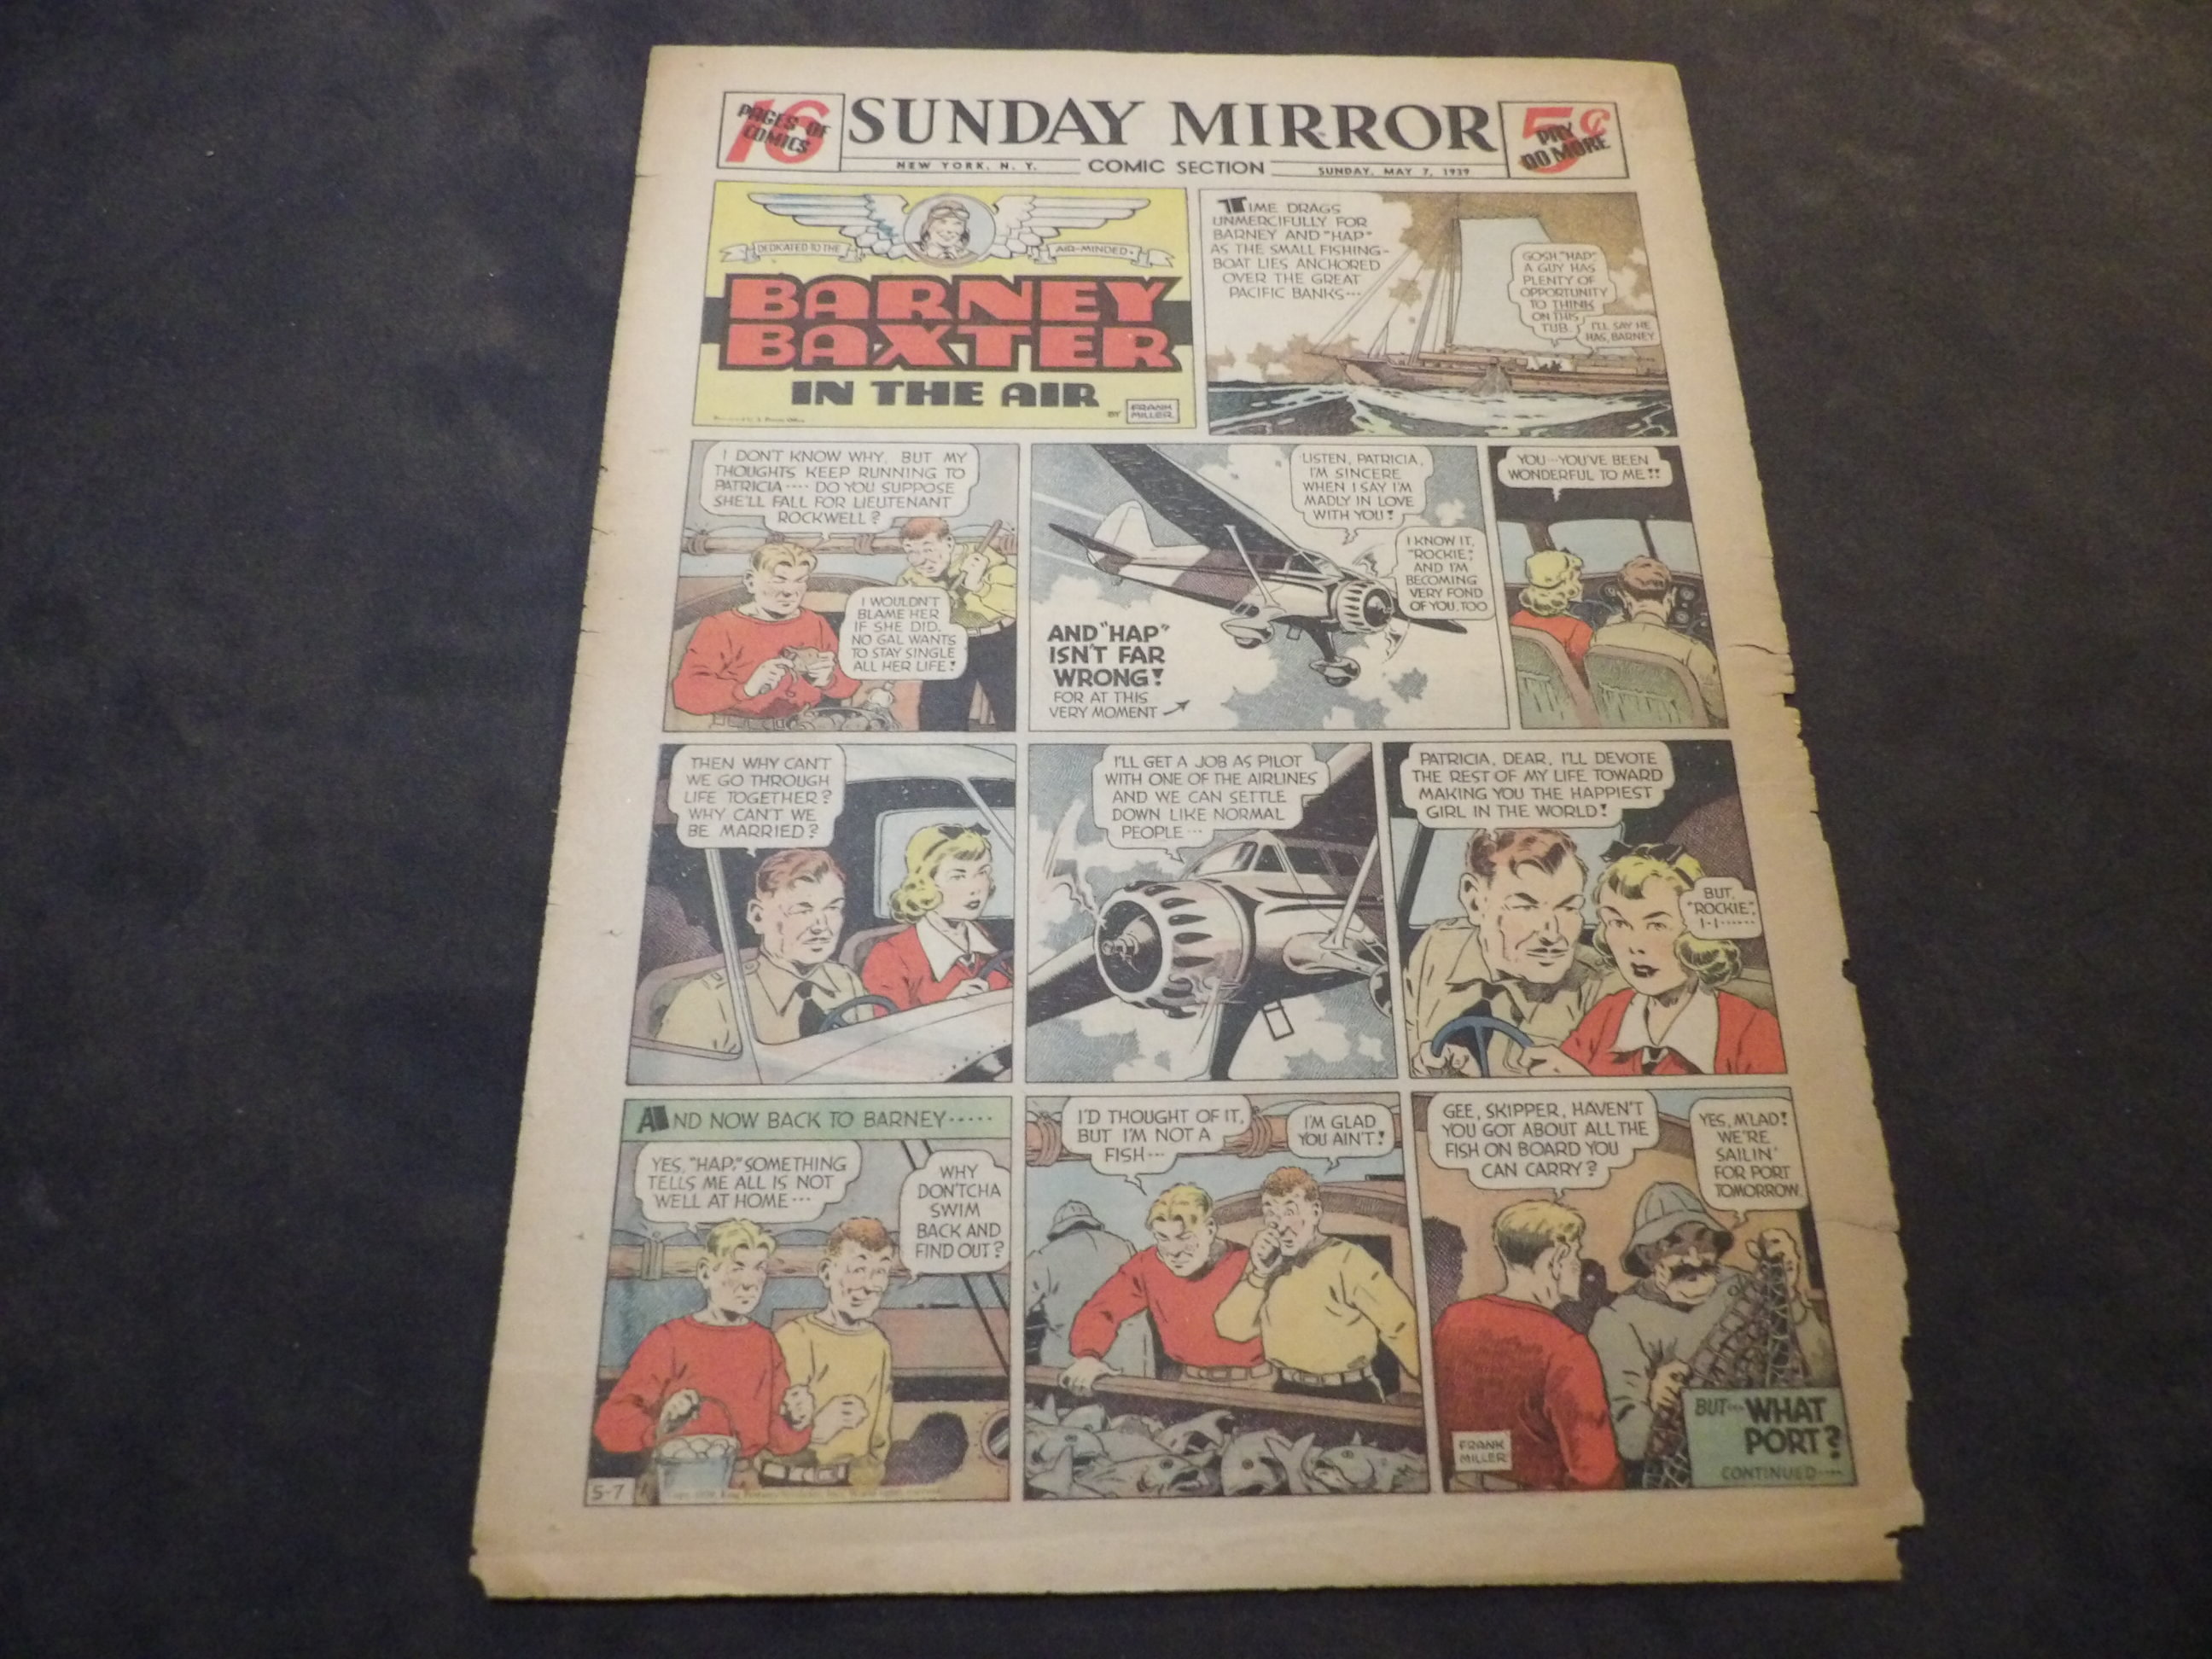 16
PAGES OF
COMICS
SUNDAY MIRROR
5¢
PAY
NO MORE
NEW YORK, N. Y.
COMIC SECTION
SUNDAY, MAY 7, 1939
DEDICATED TO THE
AIR-MINDED
BARNEY
BAXTER
IN THE AIR
BY
FRANK
MILLER
TIME DRAGS
UNMERCIFULLY FOR
BARNEY AND "HAP"
AS THE SMALL FISHING-
BOAT LIES ANCHORED
OVER THE GREAT
PACIFIC BANKS---
GOSH, "HAP",
A GUY HAS
PLENTY OF
OPPORTUNITY
TO THINK
ON THIS
TUB.
I'LL SAY HE
HAS, BARNEY
I DON'T KNOW WHY, BUT MY
THOUGHTS KEEP RUNNING TO
PATRICIA---- DO YOU SUPPOSE
SHE'LL FALL FOR LIEUTENANT
ROCKWELL?
I WOULDN'T
BLAME HER
IF SHE DID.
NO GAL WANTS
TO STAY SINGLE
ALL HER LIFE!
LISTEN, PATRICIA,
I'M SINCERE
WHEN I SAY I'M
MADLY IN LOVE
WITH YOU!
I KNOW IT,
"ROCKIE",
AND I'M
BECOMING
VERY FOND
OF YOU, TOO
AND "HAP"
ISN'T FAR
WRONG!
FOR AT THIS
VERY MOMENT
YOU--YOU'VE BEEN
WONDERFUL TO ME!!
THEN WHY CAN'T
WE GO THROUGH
LIFE TOGETHER?
WHY CAN'T WE
BE MARRIED?
I'LL GET A JOB AS PILOT
WITH ONE OF THE AIRLINES
AND WE CAN SETTLE
DOWN LIKE NORMAL
PEOPLE---
PATRICIA, DEAR, I'LL DEVOTE
THE REST OF MY LIFE TOWARD
MAKING YOU THE HAPPIEST
GIRL IN THE WORLD!
BUT,
"ROCKIE",
I-I------
AND NOW BACK TO BARNEY-----
YES, "HAP," SOMETHING
TELLS ME ALL IS NOT
WELL AT HOME---
WHY
DON'TCHA
SWIM
BACK AND
FIND OUT?
I'D THOUGHT OF IT,
BUT I'M NOT A
FISH---
I'M GLAD
YOU AIN'T!
GEE, SKIPPER, HAVEN'T
YOU GOT ABOUT ALL THE
FISH ON BOARD YOU
CAN CARRY?
YES, M'LAD!
WE'RE
SAILIN'
FOR PORT
TOMORROW.
BUT---WHAT
PORT?
CONTINUED----
FRANK
MILLER
5-7